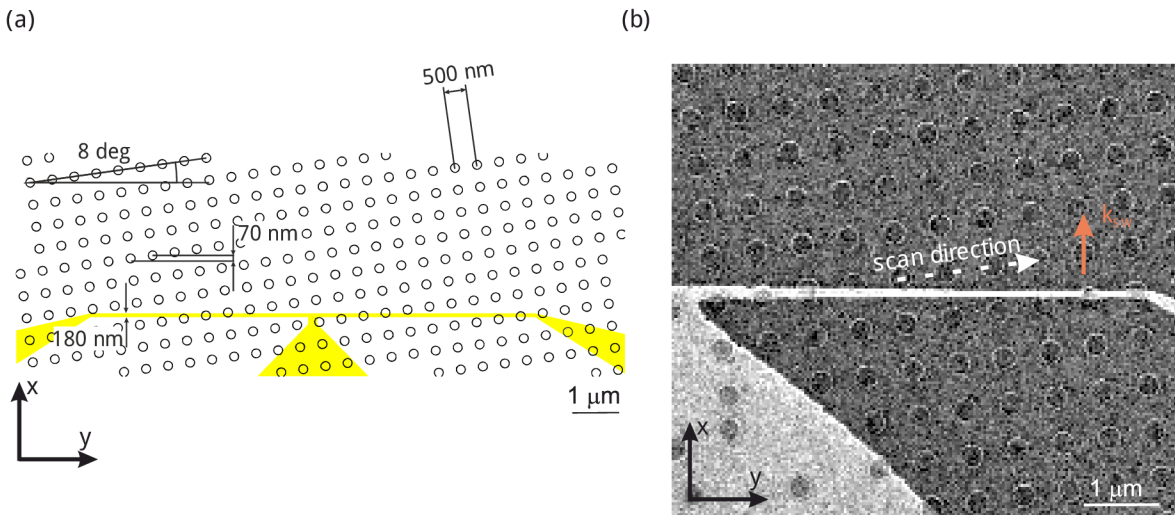 (a)
500 nm
8 deg
70 nm
180 nm
x
y
1 μm
(b)
k_sw
scan direction
x
y
1 μm